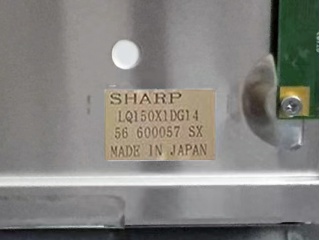 SHARP
LQ150X1DG14
56 600057 SX
MADE IN JAPAN